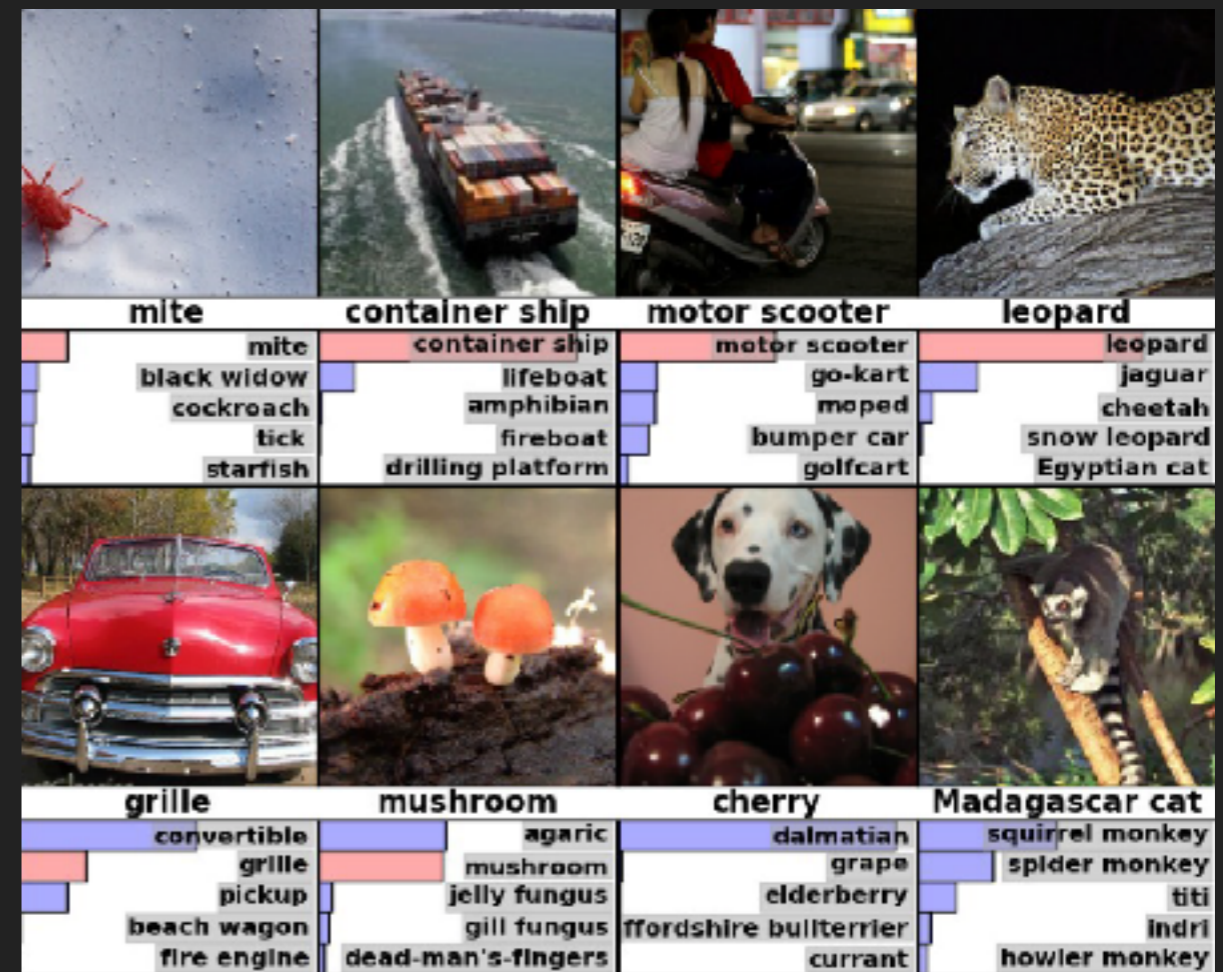 mite
container ship
motor scooter
leopard
mite
black widow
cockroach
tick
starfish
container ship
lifeboat
amphibian
fireboat
drilling platform
motor scooter
go-kart
moped
bumper car
golfcart
leopard
jaguar
cheetah
snow leopard
Egyptian cat
grille
mushroom
cherry
Madagascar cat
convertible
grille
pickup
beach wagon
fire engine
agaric
mushroom
jelly fungus
gill fungus
dead-man's-fingers
dalmatian
grape
elderberry
ffordshire bullterrier
currant
squirrel monkey
spider monkey
titi
indri
howler monkey